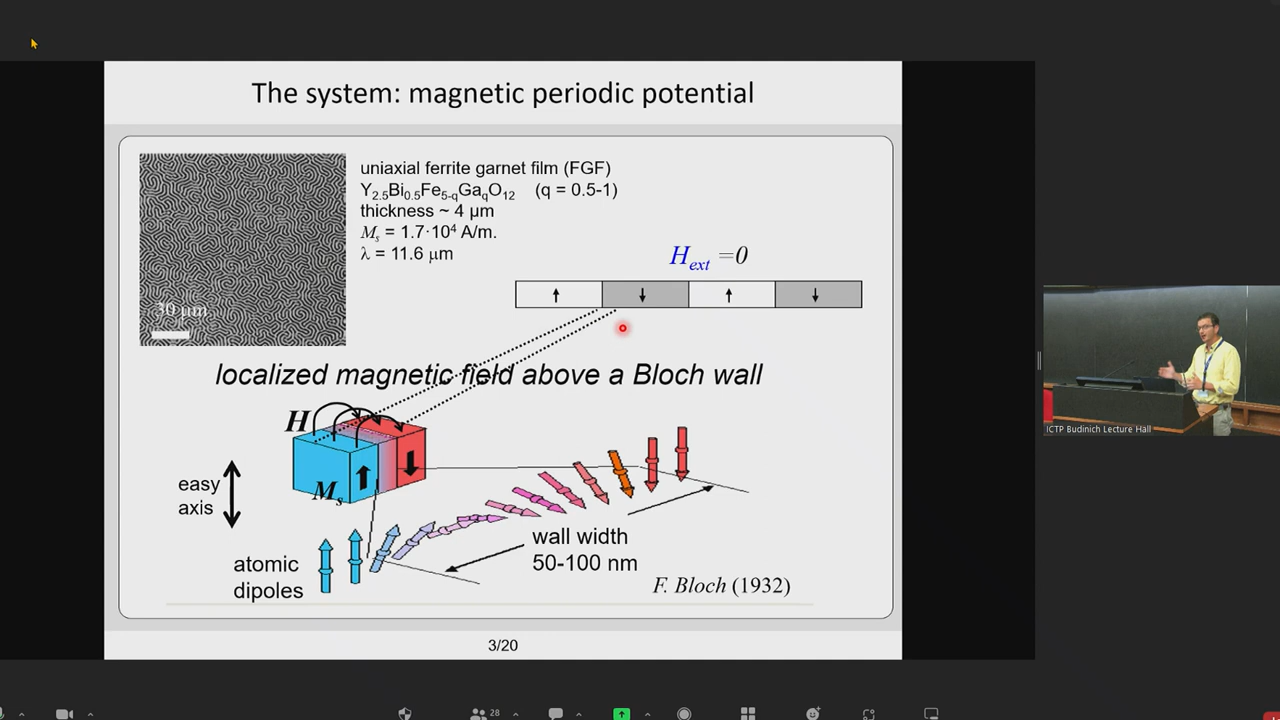 The system: magnetic periodic potential
uniaxial ferrite garnet film (FGF)
Y2.5Bi0.5Fe5-qGaqO12 (q = 0.5-1)
thickness ~ 4 μm
Ms = 1.7·10⁴ A/m.
λ = 11.6 μm
Hext =0
30 μm
localized magnetic field above a Bloch wall
H
Ms
easy
axis
atomic
dipoles
wall width
50-100 nm
F. Bloch (1932)
3/20
ICTP Budinich Lecture Hall
28